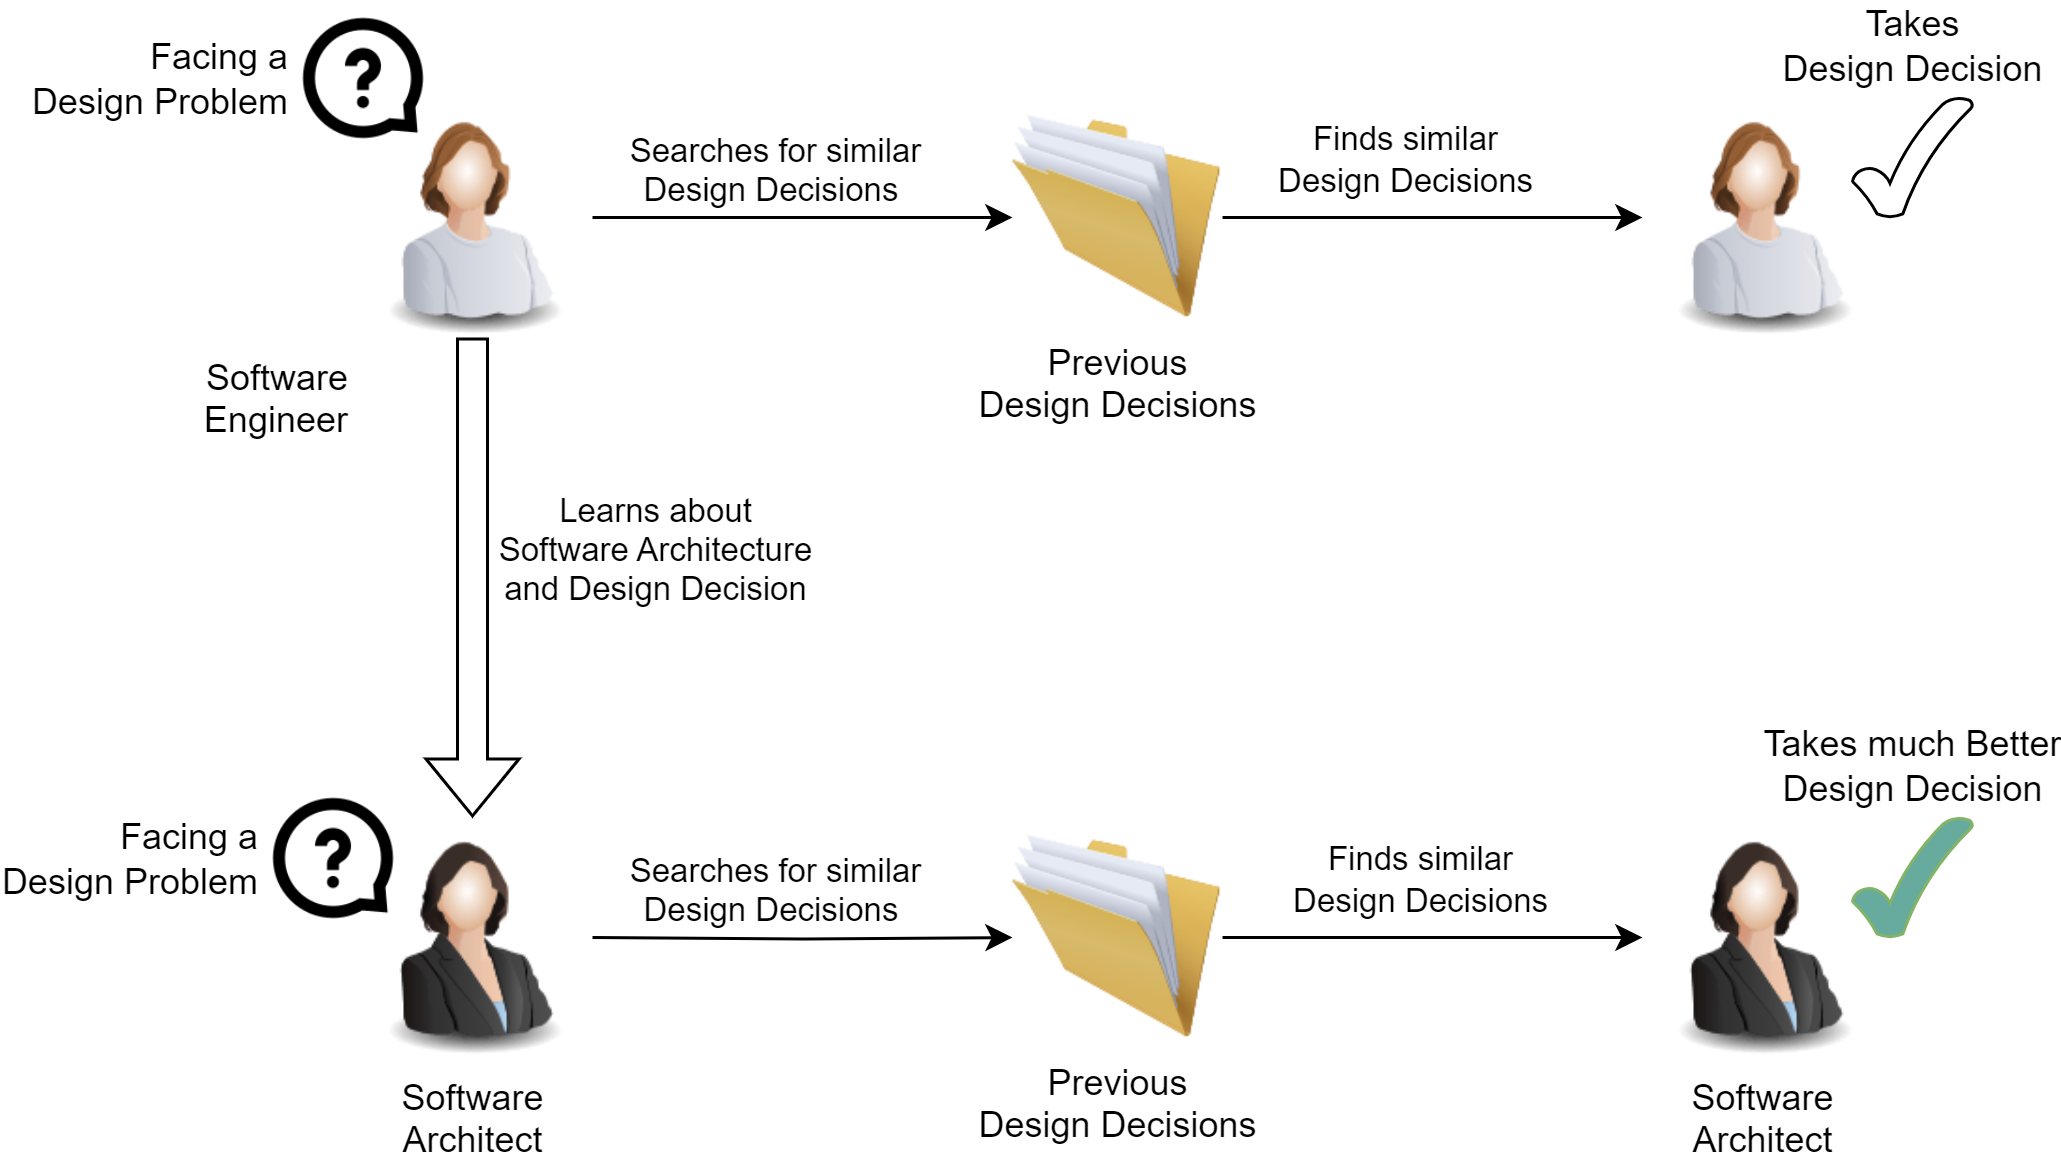 Facing a
Design Problem
?
Searches for similar
Design Decisions
Finds similar
Design Decisions
Takes
Design Decision
Software
Engineer
Previous
Design Decisions
Learns about
Software Architecture
and Design Decision
Facing a
Design Problem
?
Searches for similar
Design Decisions
Finds similar
Design Decisions
Takes much Better
Design Decision
Software
Architect
Previous
Design Decisions
Software
Architect